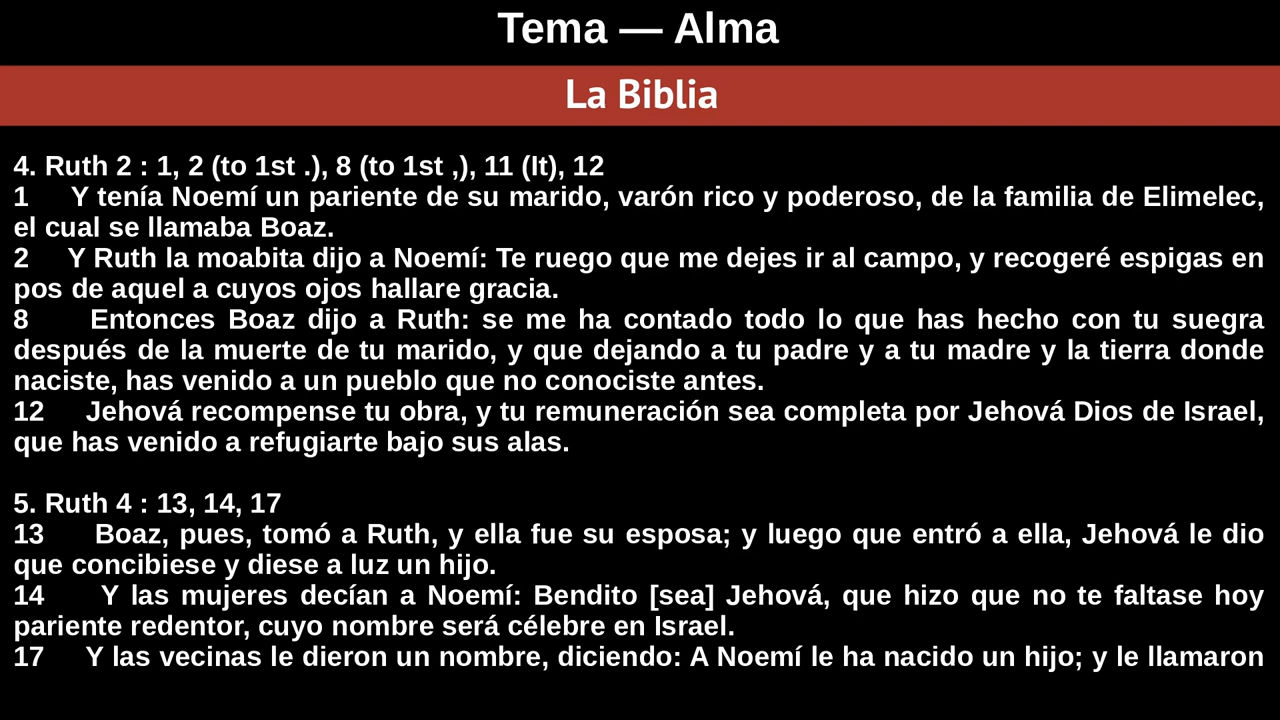 Tema — Alma
La Biblia
4. Ruth 2 : 1, 2 (to 1st .), 8 (to 1st ,), 11 (It), 12
1 Y tenía Noemí un pariente de su marido, varón rico y poderoso, de la familia de Elimelec,
el cual se llamaba Boaz.
2 Y Ruth la moabita dijo a Noemí: Te ruego que me dejes ir al campo, y recogeré espigas en
pos de aquel a cuyos ojos hallare gracia.
8 Entonces Boaz dijo a Ruth: se me ha contado todo lo que has hecho con tu suegra
después de la muerte de tu marido, y que dejando a tu padre y a tu madre y la tierra donde
naciste, has venido a un pueblo que no conociste antes.
12 Jehová recompense tu obra, y tu remuneración sea completa por Jehová Dios de Israel,
que has venido a refugiarte bajo sus alas.
5. Ruth 4 : 13, 14, 17
13 Boaz, pues, tomó a Ruth, y ella fue su esposa; y luego que entró a ella, Jehová le dio
que concibiese y diese a luz un hijo.
14 Y las mujeres decían a Noemí: Bendito [sea] Jehová, que hizo que no te faltase hoy
pariente redentor, cuyo nombre será célebre en Israel.
17 Y las vecinas le dieron un nombre, diciendo: A Noemí le ha nacido un hijo; y le llamaron